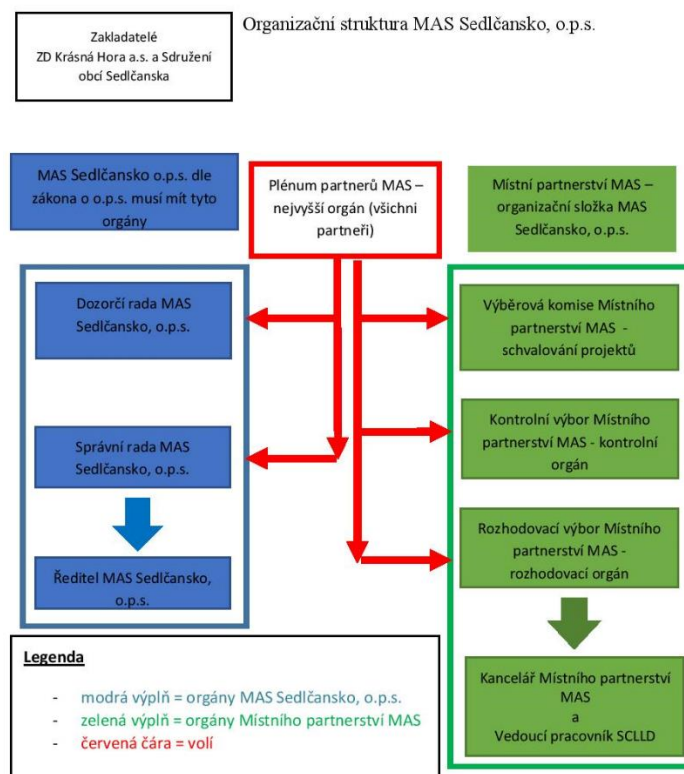 Organizační struktura MAS Sedlčansko, o.p.s.
Zakladatelé
ZD Krásná Hora a.s. a Sdružení
obcí Sedlčanska
MAS Sedlčansko o.p.s. dle
zákona o o.p.s. musí mít tyto
orgány
Plénum partnerů MAS –
nejvyšší orgán (všichni
partneři)
Místní partnerství MAS –
organizační složka MAS
Sedlčansko, o.p.s.
Dozorčí rada MAS
Sedlčansko, o.p.s.
Správní rada MAS
Sedlčansko, o.p.s.
Ředitel MAS Sedlčansko,
o.p.s.
Výběrová komise Místního
partnerství MAS -
schvalování projektů
Kontrolní výbor Místního
partnerství MAS - kontrolní
orgán
Rozhodovací výbor Místního
partnerství MAS -
rozhodovací orgán
Kancelář Místního partnerství
MAS
a
Vedoucí pracovník SCLLD
Legenda
- modrá výplň = orgány MAS Sedlčansko, o.p.s.
- zelená výplň = orgány Místního partnerství MAS
- červená čára = volí